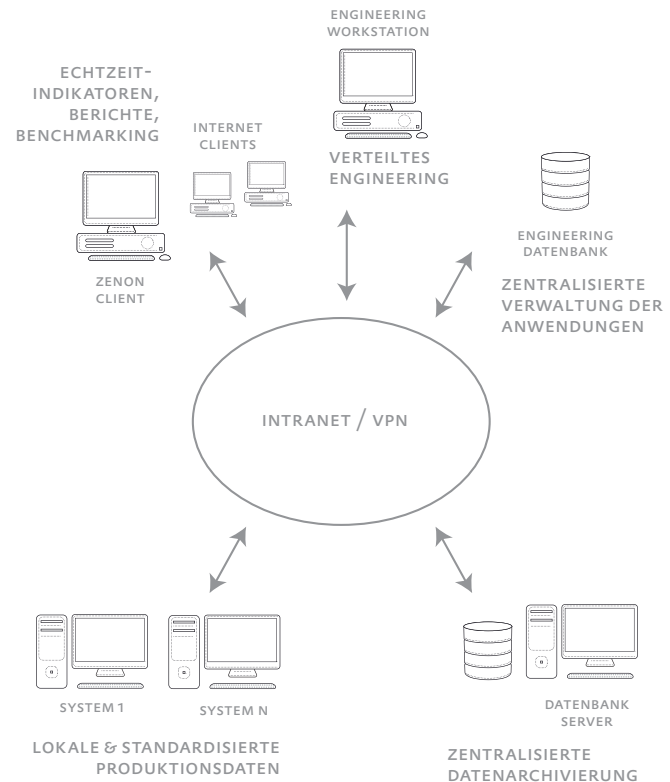 ENGINEERING
WORKSTATION
ECHTZEIT-
INDIKATOREN,
BERICHTE,
BENCHMARKING
INTERNET
CLIENTS
VERTEILTES
ENGINEERING
ZENON
CLIENT
ENGINEERING
DATENBANK
ZENTRALISIERTE
VERWALTUNG DER
ANWENDUNGEN
INTRANET / VPN
SYSTEM 1
SYSTEM N
LOKALE & STANDARDISIERTE
PRODUKTIONSDATEN
DATENBANK
SERVER
ZENTRALISIERTE
DATENARCHIVIERUNG